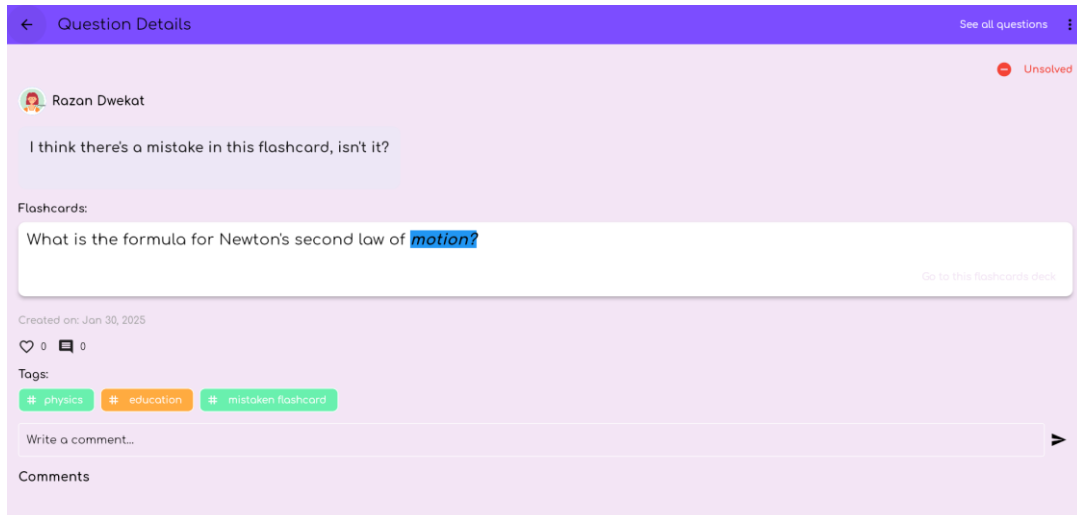 Question Details
See all questions
Unsolved
Razan Dwekat
I think there's a mistake in this flashcard, isn't it?
Flashcards:
What is the formula for Newton's second law of motion?
Go to this flashcards deck
Created on: Jan 30, 2025
0 0
Tags:
# physics # education # mistaken flashcard
Write a comment...
Comments